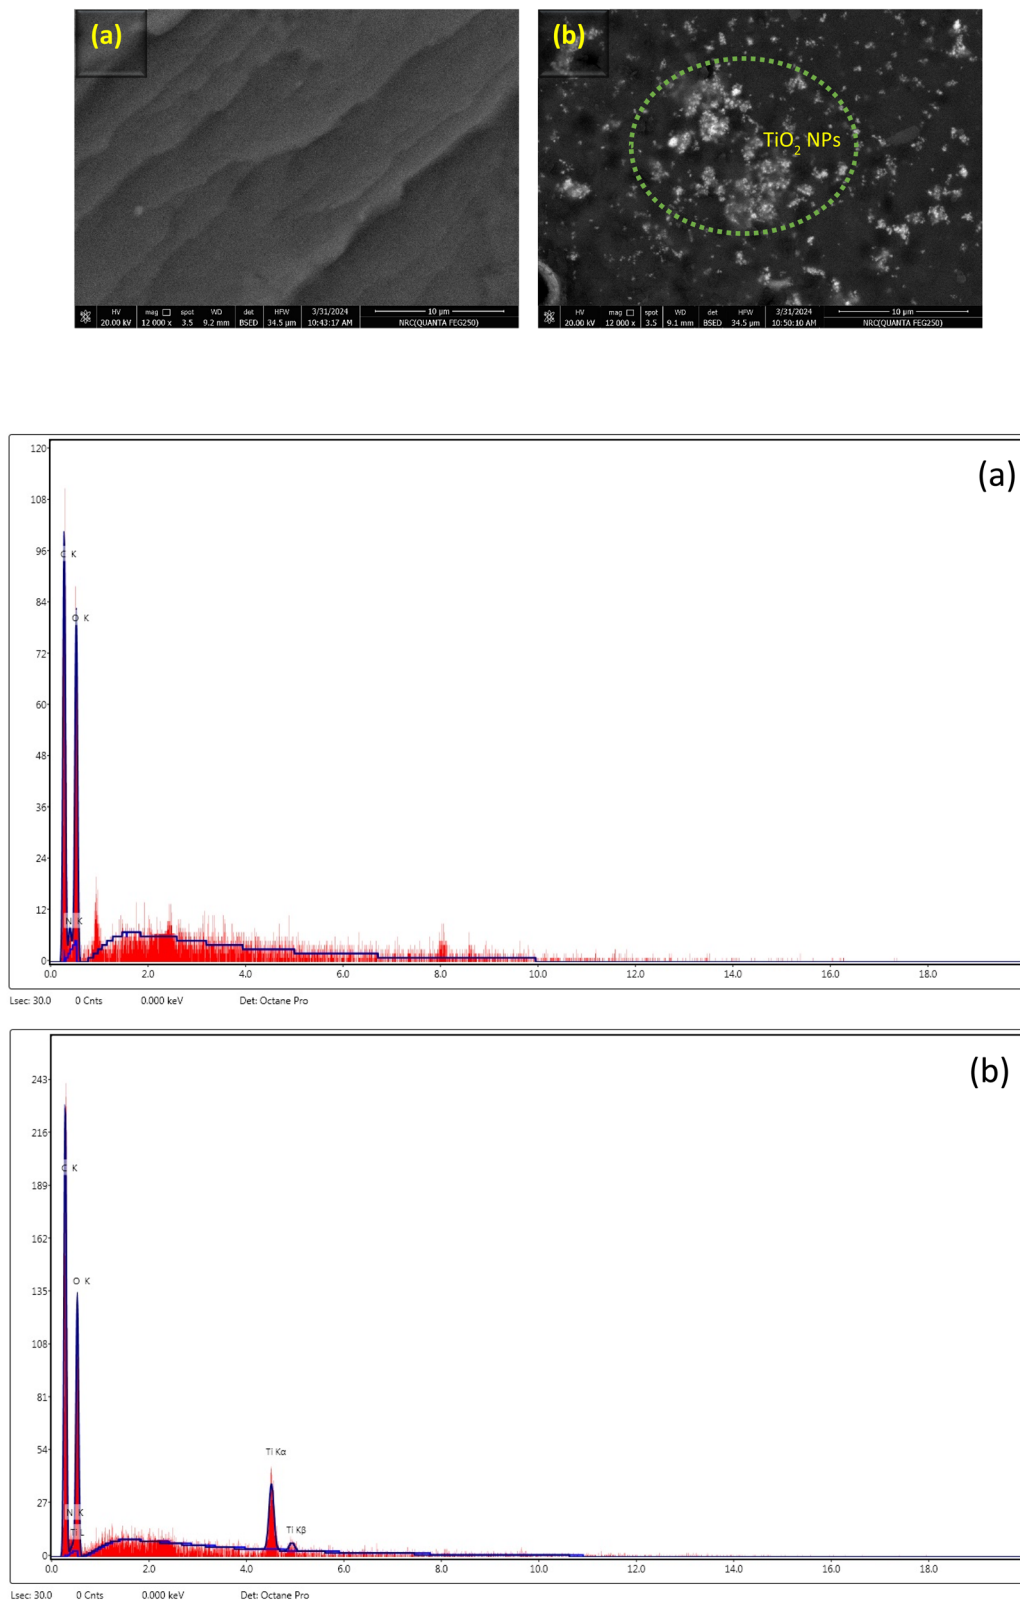 (a)
HV mag □ spot WD det HFW 3/31/2024 10 µm
20.00 kV 12 000 x 3.5 9.2 mm BSED 34.5 µm 10:43:17 AM NRC(QUANTA FEG250)
(b)
TiO2 NPs
HV mag □ spot WD det HFW 3/31/2024 10 µm
20.00 kV 12 000 x 3.5 9.1 mm BSED 34.5 µm 10:50:10 AM NRC(QUANTA FEG250)
(a)
120
108
96
84
72
60
48
36
24
12
0
C K
O K
N K
0.0 2.0 4.0 6.0 8.0 10.0 12.0 14.0 16.0 18.0
Lsec: 30.0 0 Cnts 0.000 keV Det: Octane Pro
(b)
243
216
189
162
135
108
81
54
27
0
C K
O K
N K
Ti L
Ti Kα
Ti Kβ
0.0 2.0 4.0 6.0 8.0 10.0 12.0 14.0 16.0 18.0
Lsec: 30.0 0 Cnts 0.000 keV Det: Octane Pro